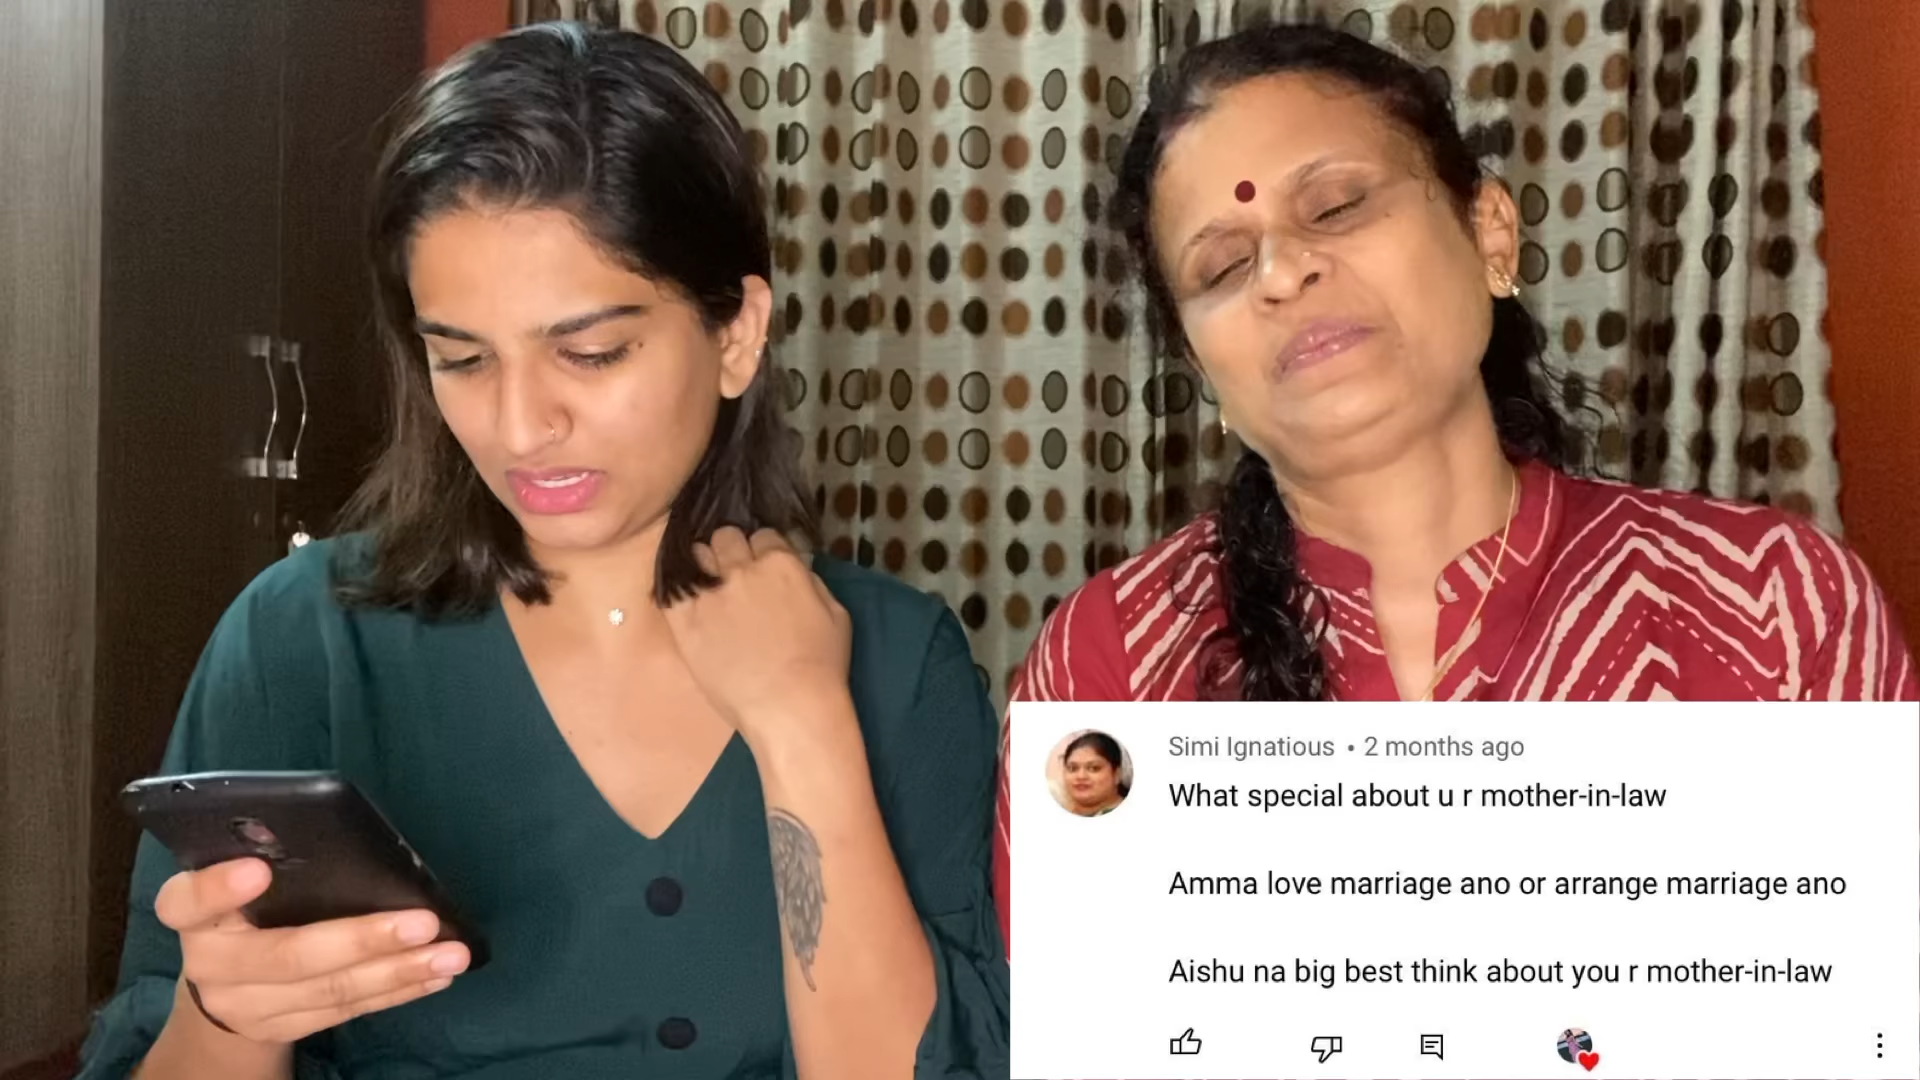 Simi Ignatious • 2 months ago
What special about u r mother-in-law
Amma love marriage ano or arrange marriage ano
Aishu na big best think about you r mother-in-law